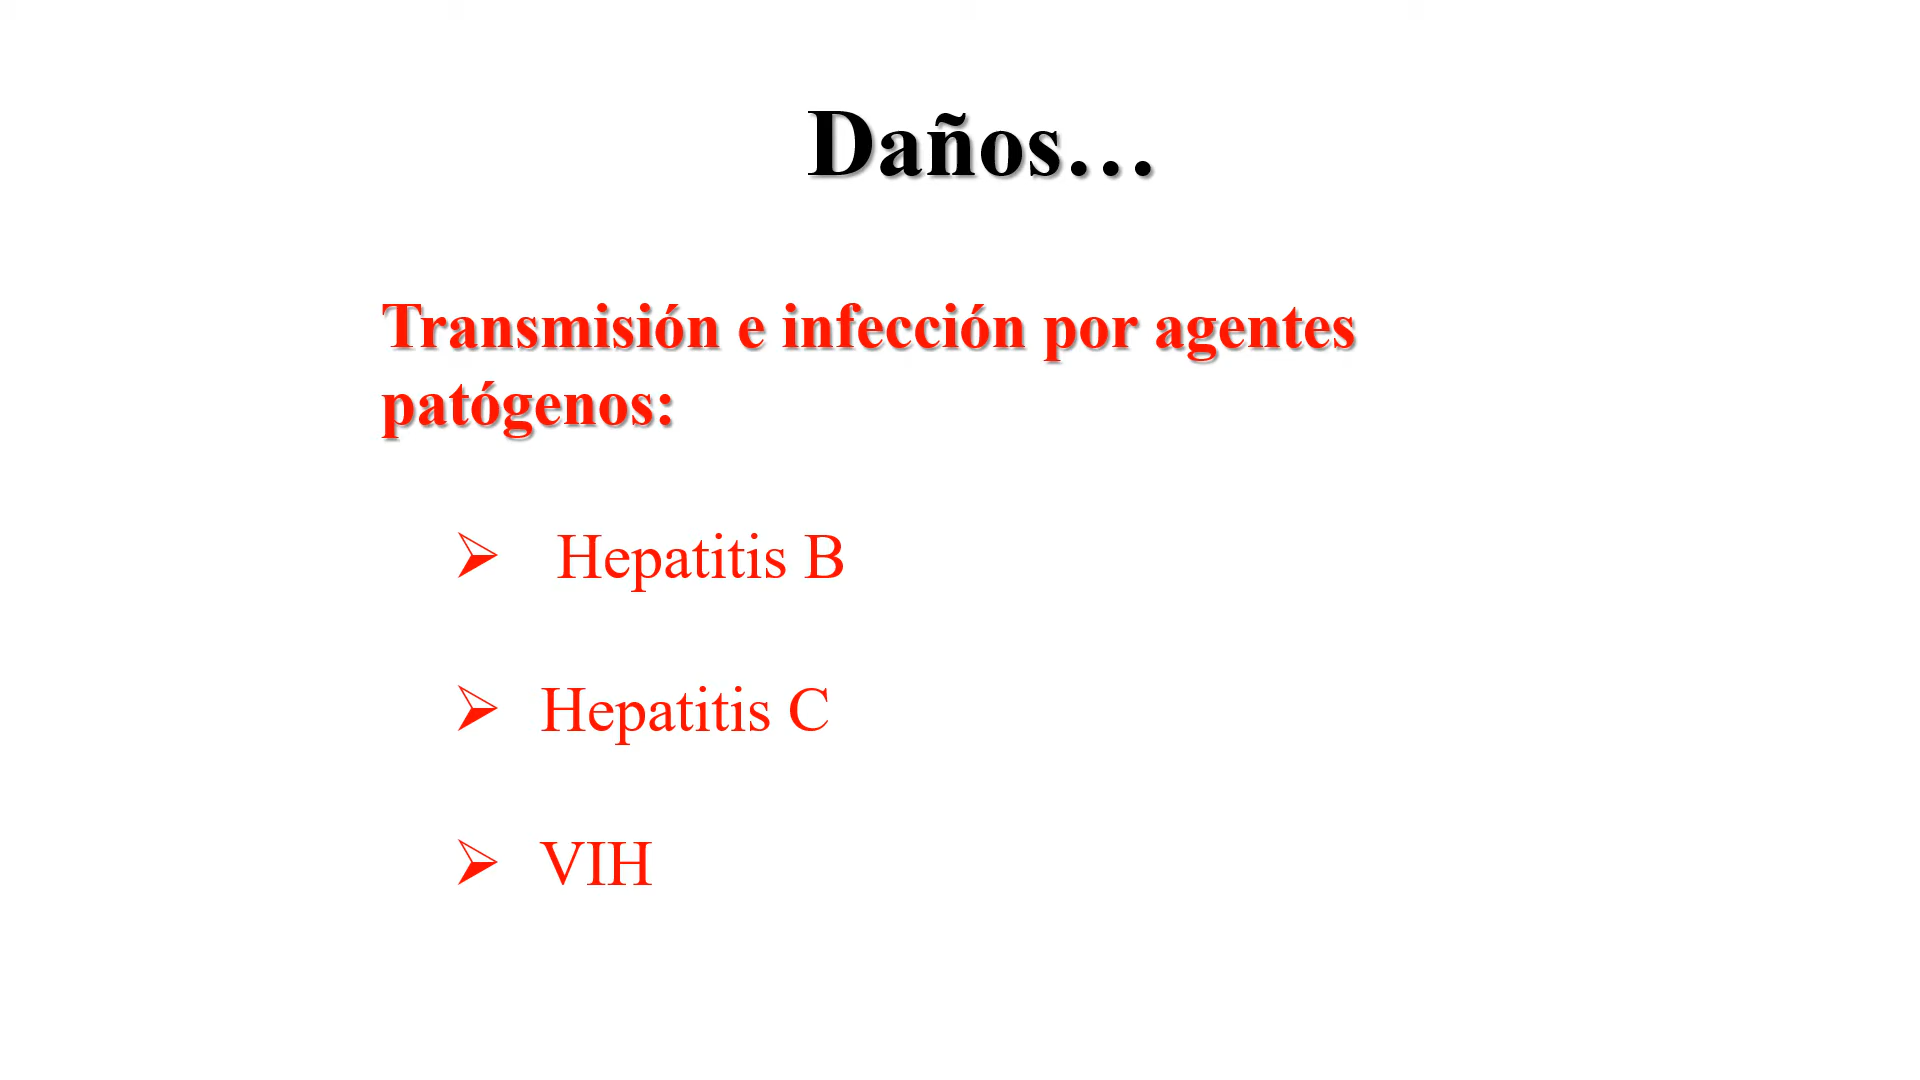 Daños…
Transmisión e infección por agentes
patógenos:
➢ Hepatitis B
➢ Hepatitis C
➢ VIH